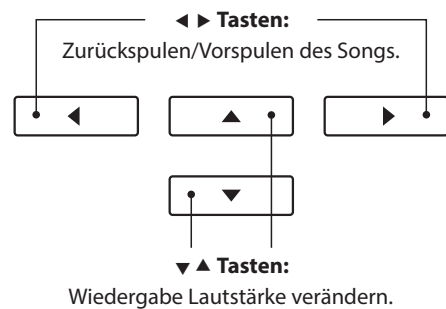 ◀ ▶ Tasten:
Zurückspulen/Vorspulen des Songs.
◀ ▲ ▶
▼
▼ ▲ Tasten:
Wiedergabe Lautstärke verändern.